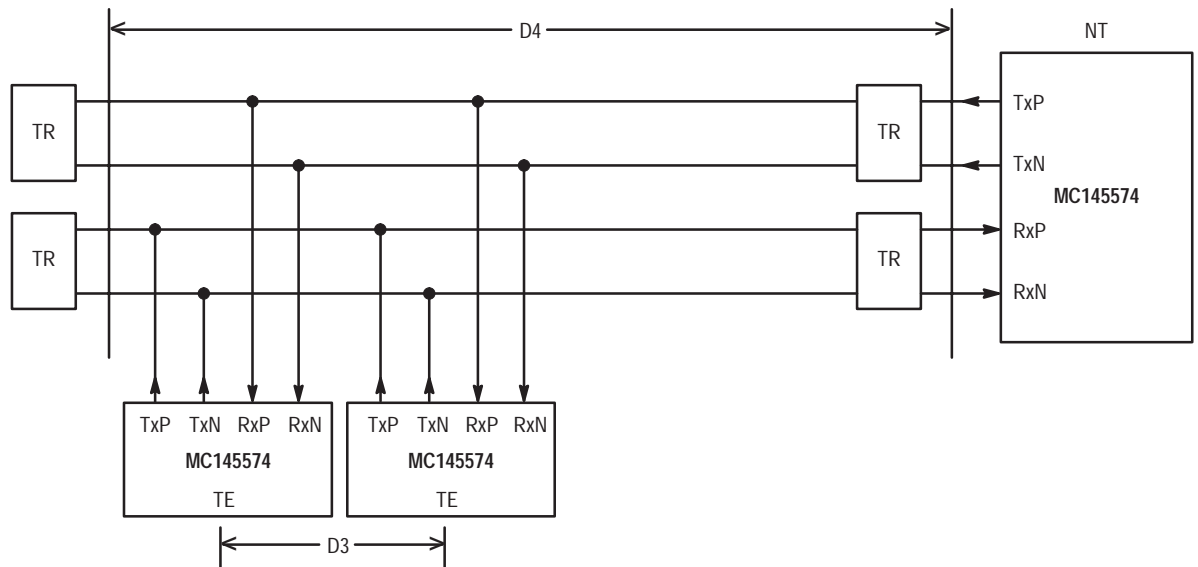 D4
NT
TR
TR
TxP
TxN
MC145574
RxP
RxN
TR
TR
TxP TxN RxP RxN
MC145574
TE
TxP TxN RxP RxN
MC145574
TE
D3